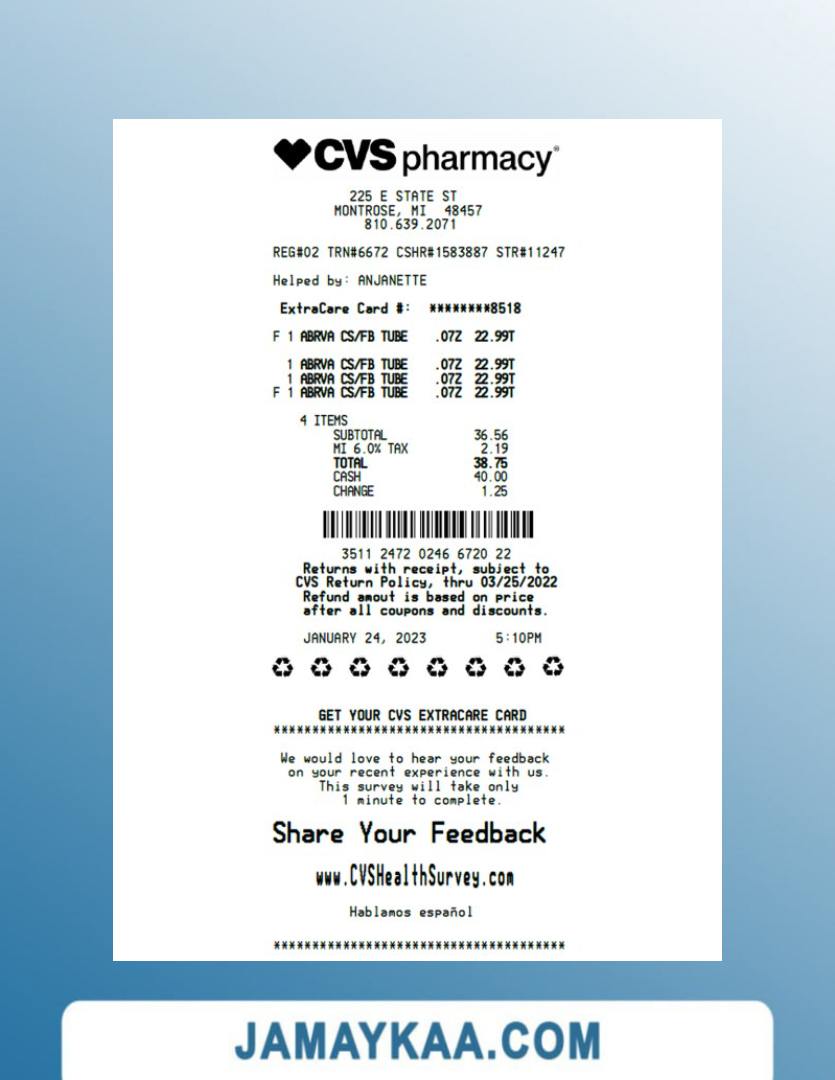 CVS pharmacy®
225 E STATE ST
MONTROSE, MI 48457
810.639.2071
REG#02 TRN#6672 CSHR#1583887 STR#11247
Helped by: ANJANETTE
ExtraCare Card #: ********8518
F 1 ABRVA CS/FB TUBE .07Z 22.99T
1 ABRVA CS/FB TUBE .07Z 22.99T
1 ABRVA CS/FB TUBE .07Z 22.99T
F 1 ABRVA CS/FB TUBE .07Z 22.99T
4 ITEMS
SUBTOTAL 36.56
MI 6.0% TAX 2.19
TOTAL 38.75
CASH 40.00
CHANGE 1.25
3511 2472 0246 6720 22
Returns with receipt, subject to
CVS Return Policy, thru 03/25/2022
Refund amout is based on price
after all coupons and discounts.
JANUARY 24, 2023 5:10PM
GET YOUR CVS EXTRACARE CARD
**************************************
We would love to hear your feedback
on your recent experience with us.
This survey will take only
1 minute to complete.
Share Your Feedback
www.CVSHealthSurvey.com
Hablamos español
**************************************
JAMAYKAA.COM